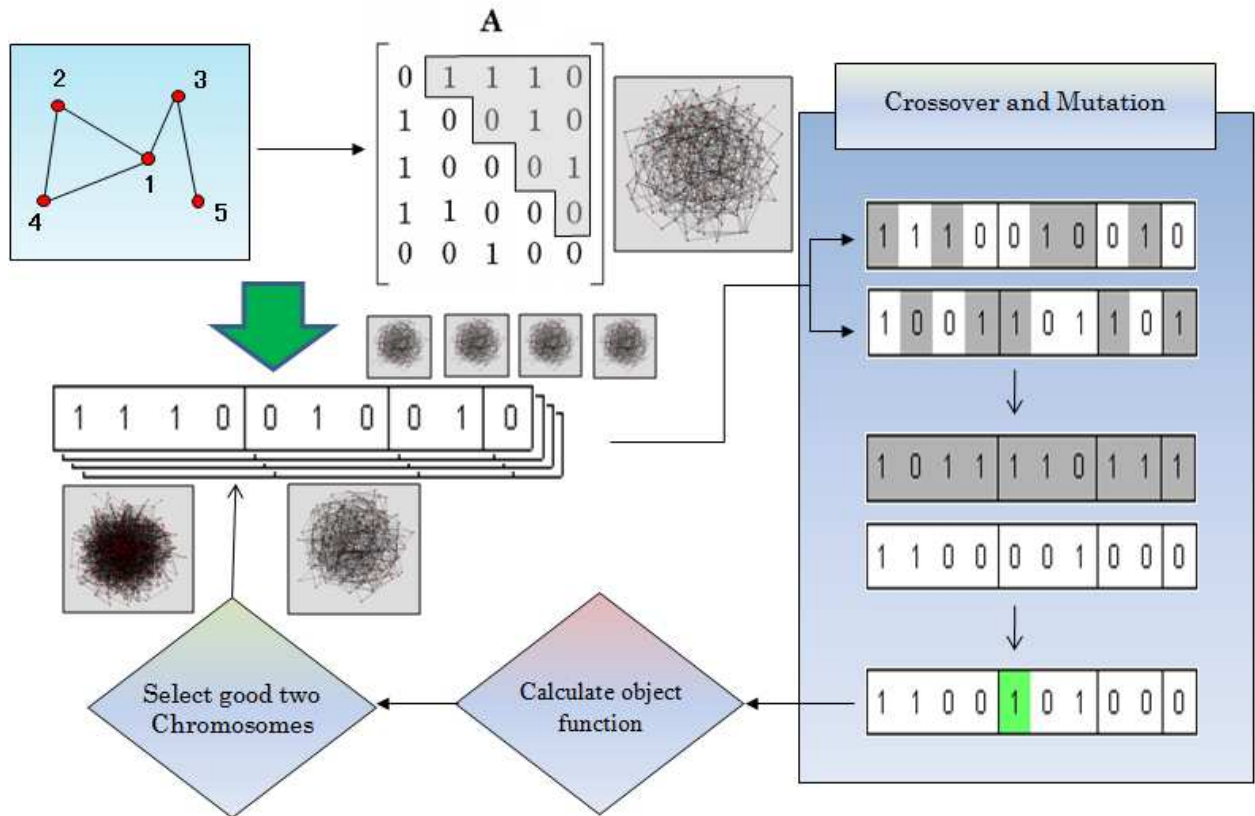 A
2
3
1
4
5
0 1 1 1 0
1 0 0 1 0
1 0 0 0 1
1 1 0 0 0
0 0 1 0 0
Crossover and Mutation
1 1 1 0 0 1 0 0 1 0
1 0 0 1 1 0 1 1 0 1
1 1 1 0 0 1 0 0 1 0
1 0 1 1 1 1 0 1 1 1
1 1 0 0 0 0 1 0 0 0
1 1 0 0 1 0 1 0 0 0
Select good two
Chromosomes
Calculate object
function